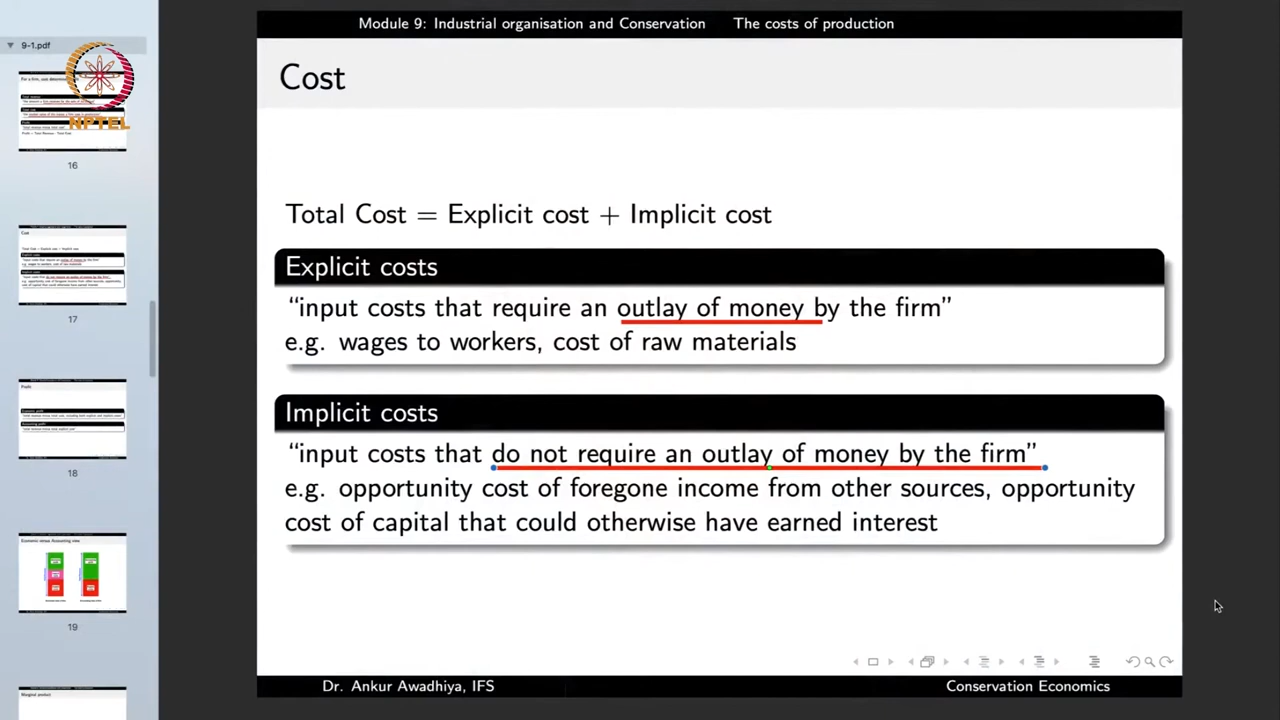 Module 9: Industrial organisation and Conservation The costs of production
9-1.pdf
NPTEL
16
17
18
19
Cost
Total Cost = Explicit cost + Implicit cost
Explicit costs
“input costs that require an outlay of money by the firm”
e.g. wages to workers, cost of raw materials
Implicit costs
“input costs that do not require an outlay of money by the firm”
e.g. opportunity cost of foregone income from other sources, opportunity
cost of capital that could otherwise have earned interest
Dr. Ankur Awadhiya, IFS
Conservation Economics